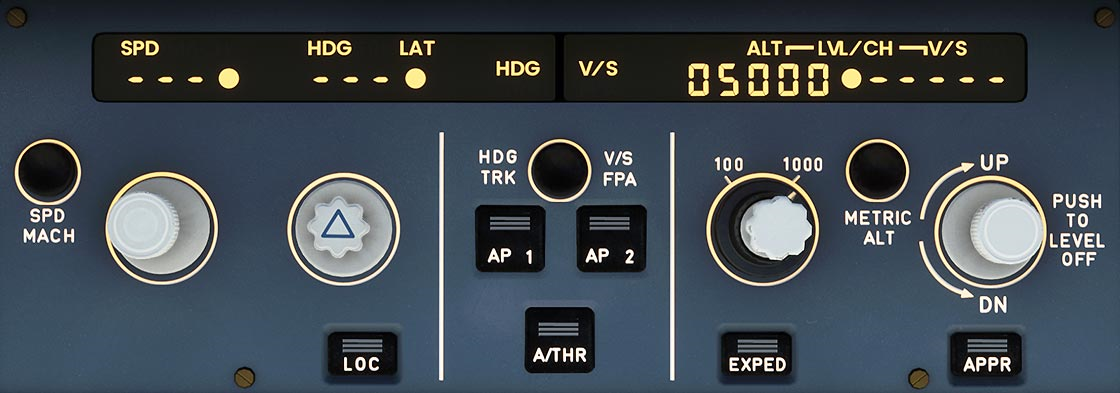 SPD HDG LAT ALT LVL/CH V/S
--- --- HDG V/S 05000 -----
HDG V/S 100 1000 UP
TRK FPA
SPD
MACH
METRIC
ALT
PUSH
TO
LEVEL
OFF
AP 1 AP 2
DN
LOC A/THR EXPED APPR